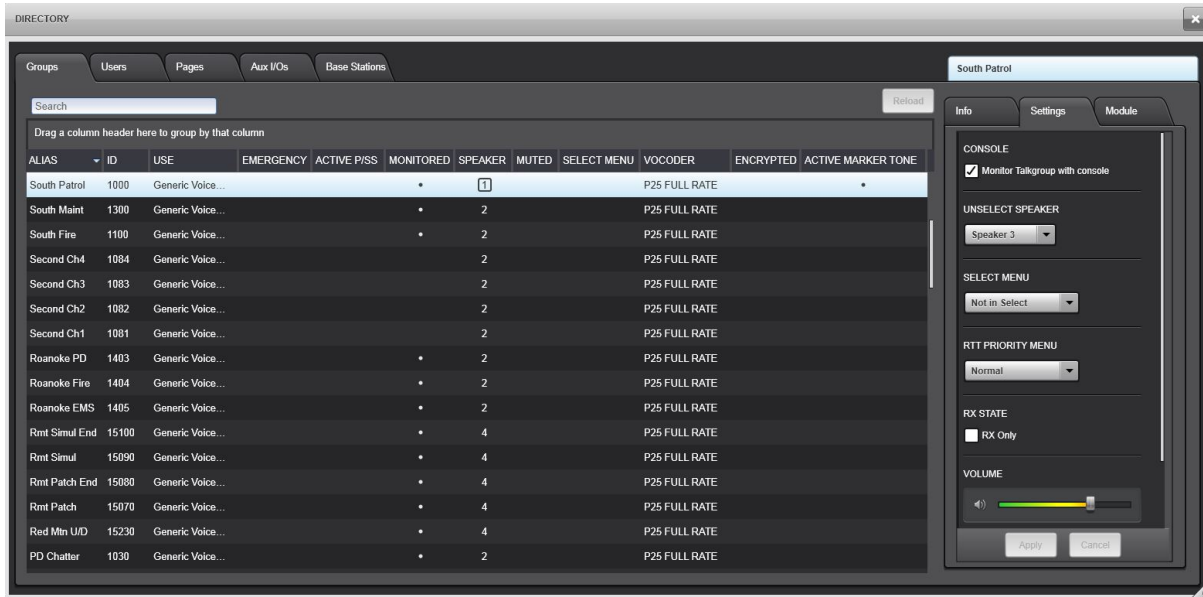 DIRECTORY
Groups Users Pages Aux I/Os Base Stations
Search
Reload
Drag a column header here to group by that column
ALIAS ID USE EMERGENCY ACTIVE P/SS MONITORED SPEAKER MUTED SELECT MENU VOCODER ENCRYPTED ACTIVE MARKER TONE
South Patrol 1000 Generic Voice... • 1 P25 FULL RATE •
South Maint 1300 Generic Voice... • 2 P25 FULL RATE
South Fire 1100 Generic Voice... • 2 P25 FULL RATE
Second Ch4 1084 Generic Voice... 2 P25 FULL RATE
Second Ch3 1083 Generic Voice... 2 P25 FULL RATE
Second Ch2 1082 Generic Voice... 2 P25 FULL RATE
Second Ch1 1081 Generic Voice... 2 P25 FULL RATE
Roanoke PD 1403 Generic Voice... • 2 P25 FULL RATE
Roanoke Fire 1404 Generic Voice... • 2 P25 FULL RATE
Roanoke EMS 1405 Generic Voice... • 2 P25 FULL RATE
Rmt Simul End 15100 Generic Voice... • 4 P25 FULL RATE
Rmt Simul 15090 Generic Voice... • 4 P25 FULL RATE
Rmt Patch End 15080 Generic Voice... • 4 P25 FULL RATE
Rmt Patch 15070 Generic Voice... • 4 P25 FULL RATE
Red Mtn U/D 15230 Generic Voice... • 4 P25 FULL RATE
PD Chatter 1030 Generic Voice... • 2 P25 FULL RATE
South Patrol
Info Settings Module
CONSOLE
Monitor Talkgroup with console
UNSELECT SPEAKER
Speaker 3
SELECT MENU
Not in Select
RTT PRIORITY MENU
Normal
RX STATE
RX Only
VOLUME
Apply Cancel